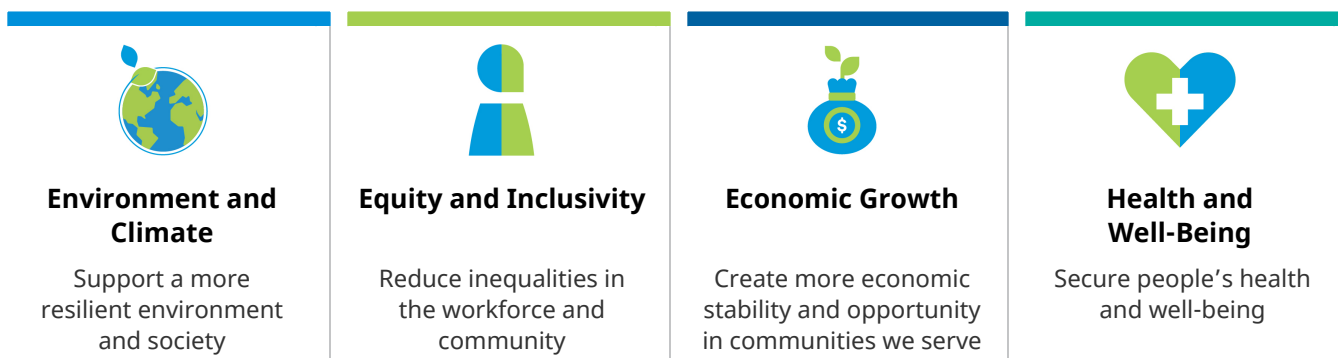 $
Environment and
Climate
Support a more
resilient environment
and society
Equity and Inclusivity
Reduce inequalities in
the workforce and
community
Economic Growth
Create more economic
stability and opportunity
in communities we serve
Health and
Well-Being
Secure people’s health
and well-being